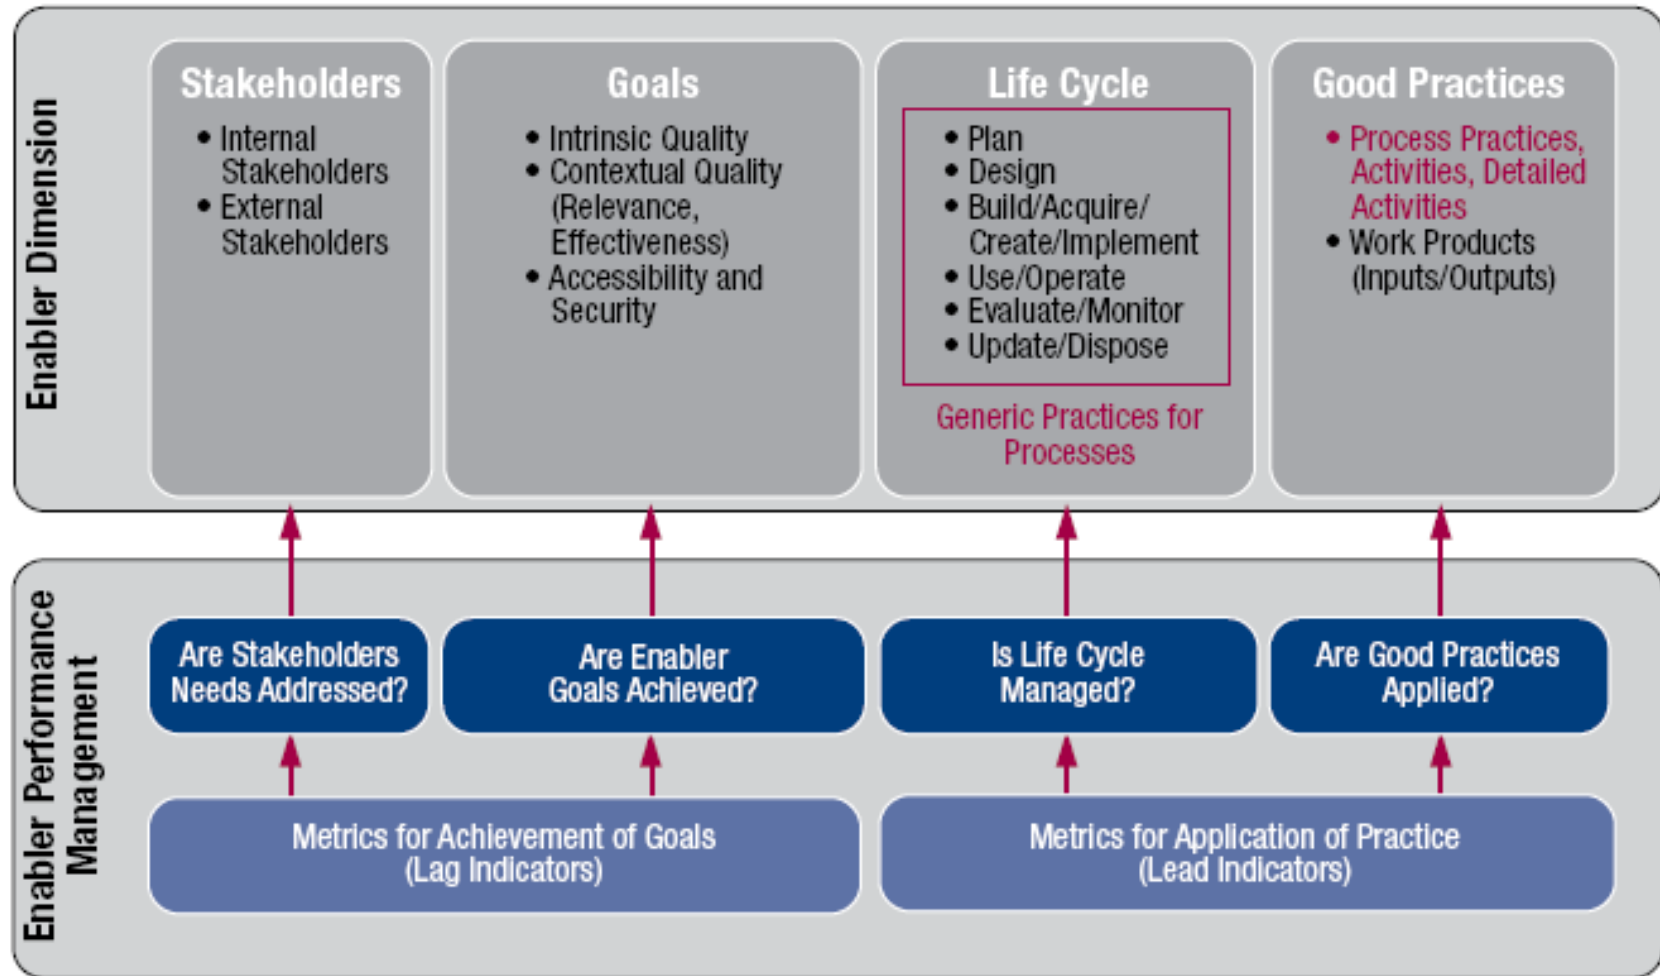 Enabler Dimension
Stakeholders
• Internal
Stakeholders
• External
Stakeholders
Goals
• Intrinsic Quality
• Contextual Quality
(Relevance,
Effectiveness)
• Accessibility and
Security
Life Cycle
• Plan
• Design
• Build/Acquire/
Create/Implement
• Use/Operate
• Evaluate/Monitor
• Update/Dispose
Generic Practices for
Processes
Good Practices
• Process Practices,
Activities, Detailed
Activities
• Work Products
(Inputs/Outputs)
Enabler Performance
Management
Are Stakeholders
Needs Addressed?
Are Enabler
Goals Achieved?
Is Life Cycle
Managed?
Are Good Practices
Applied?
Metrics for Achievement of Goals
(Lag Indicators)
Metrics for Application of Practice
(Lead Indicators)